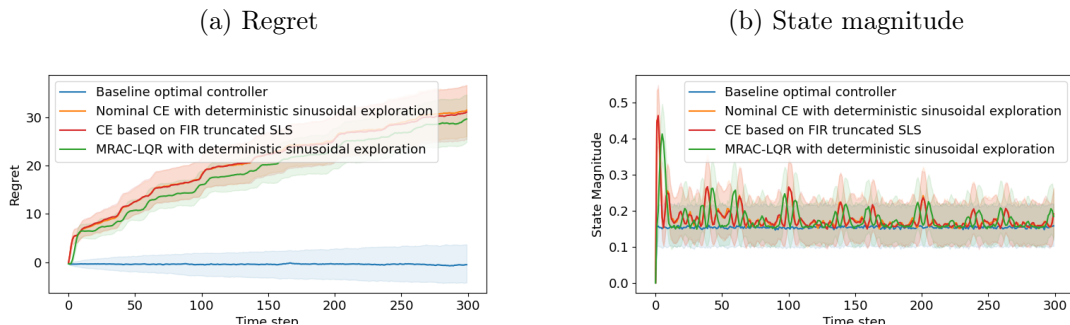 (a) Regret
Baseline optimal controller
Nominal CE with deterministic sinusoidal exploration
CE based on FIR truncated SLS
MRAC-LQR with deterministic sinusoidal exploration
Regret
30
20
10
0
0 50 100 150 200 250 300
Time step
(b) State magnitude
Baseline optimal controller
Nominal CE with deterministic sinusoidal exploration
CE based on FIR truncated SLS
MRAC-LQR with deterministic sinusoidal exploration
State Magnitude
0.5
0.4
0.3
0.2
0.1
0.0
0 50 100 150 200 250 300
Time step